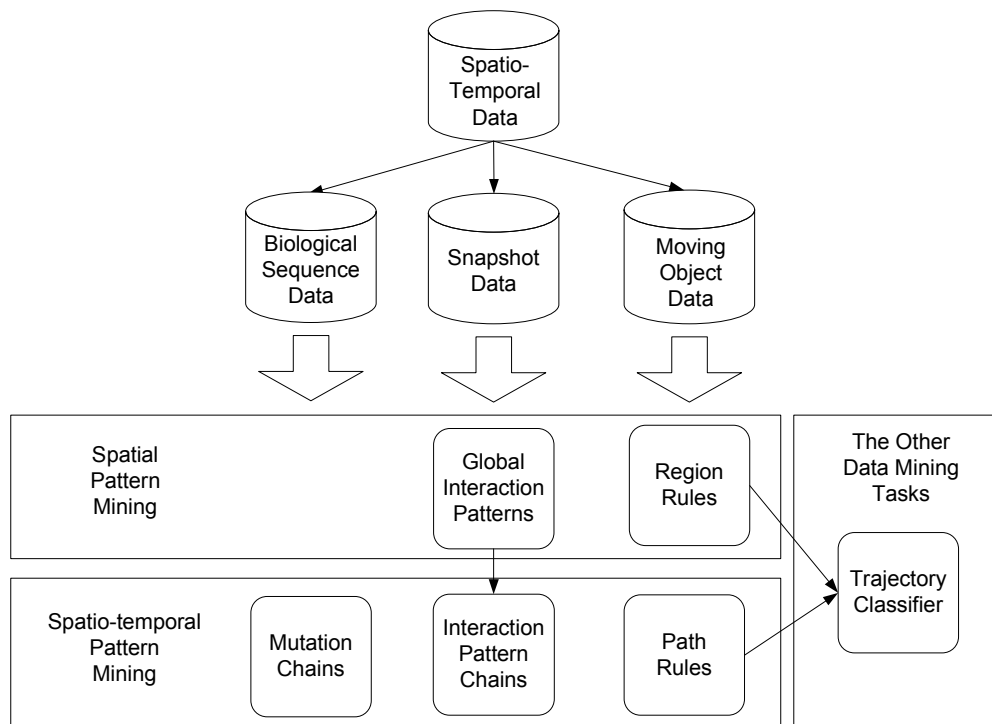 Spatio-
Temporal
Data
Biological
Sequence
Data
Snapshot
Data
Moving
Object
Data
Spatial
Pattern
Mining
Global
Interaction
Patterns
Region
Rules
The Other
Data Mining
Tasks
Trajectory
Classifier
Spatio-temporal
Pattern
Mining
Mutation
Chains
Interaction
Pattern
Chains
Path
Rules